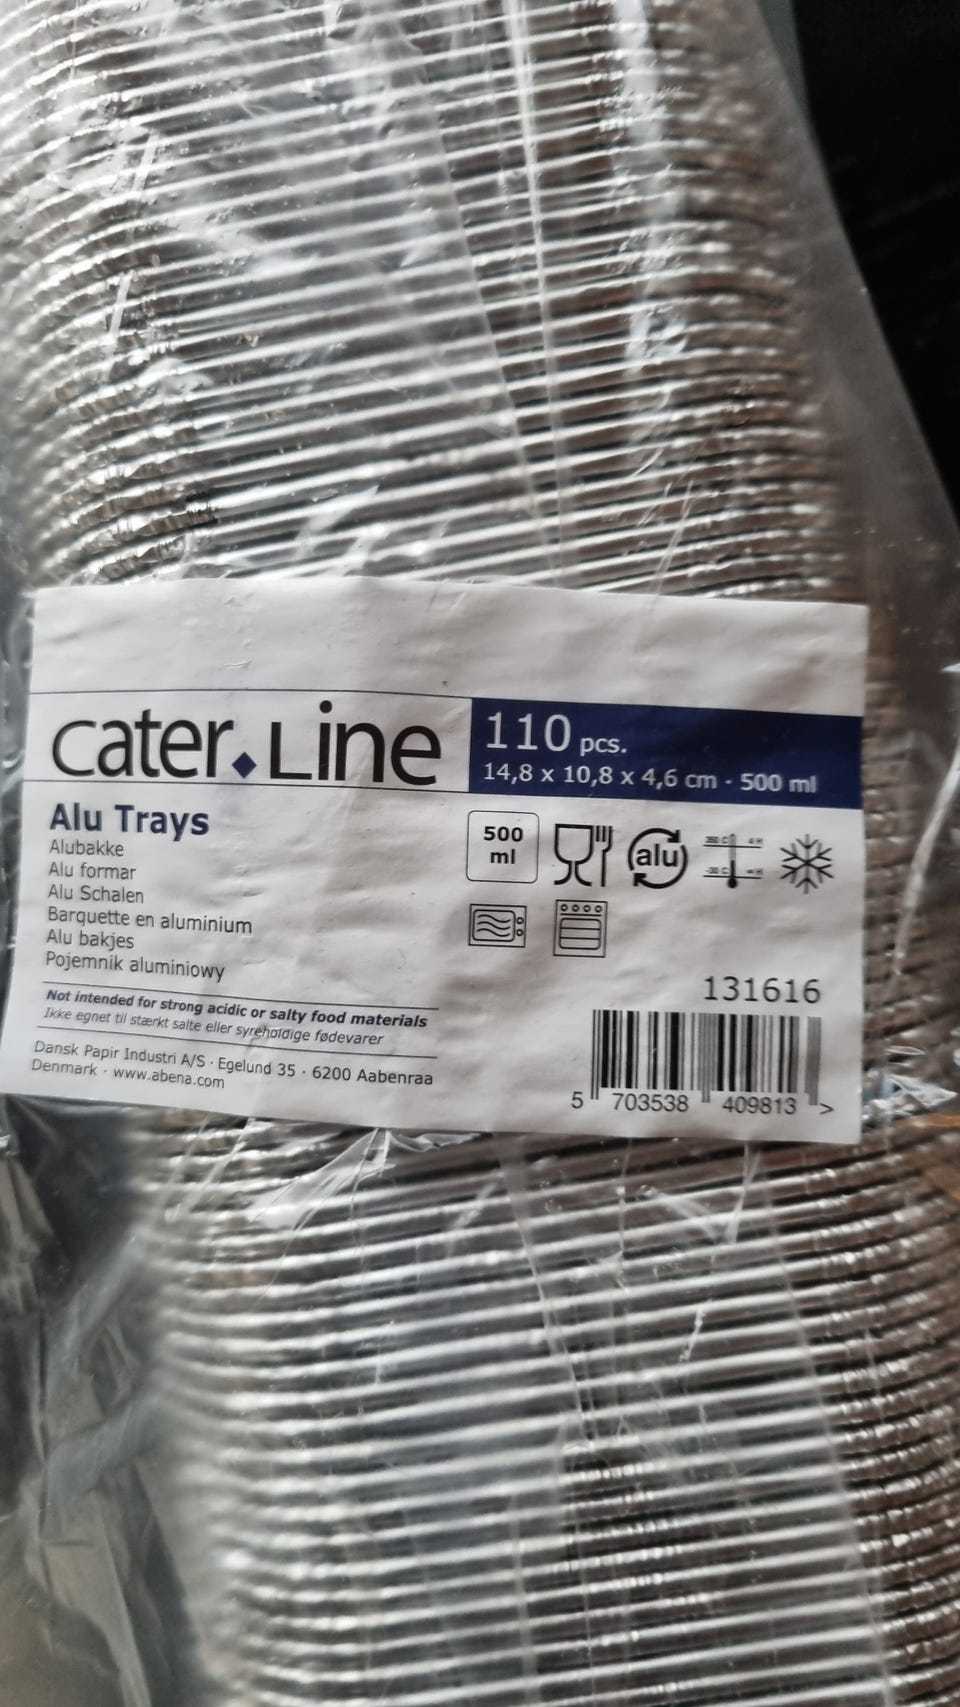 cater.Line
110 pcs.
14,8 x 10,8 x 4,6 cm - 500 ml
Alu Trays
Alubakke
Alu formar
Alu Schalen
Barquette en aluminium
Alu bakjes
Pojemnik aluminiowy
500
ml
alu
Not intended for strong acidic or salty food materials
Ikke egnet til stærkt salte eller syreholdige fødevarer
Dansk Papir Industri A/S · Egelund 35 · 6200 Aabenraa
Denmark · www.abena.com
131616
5 703538 409813 >